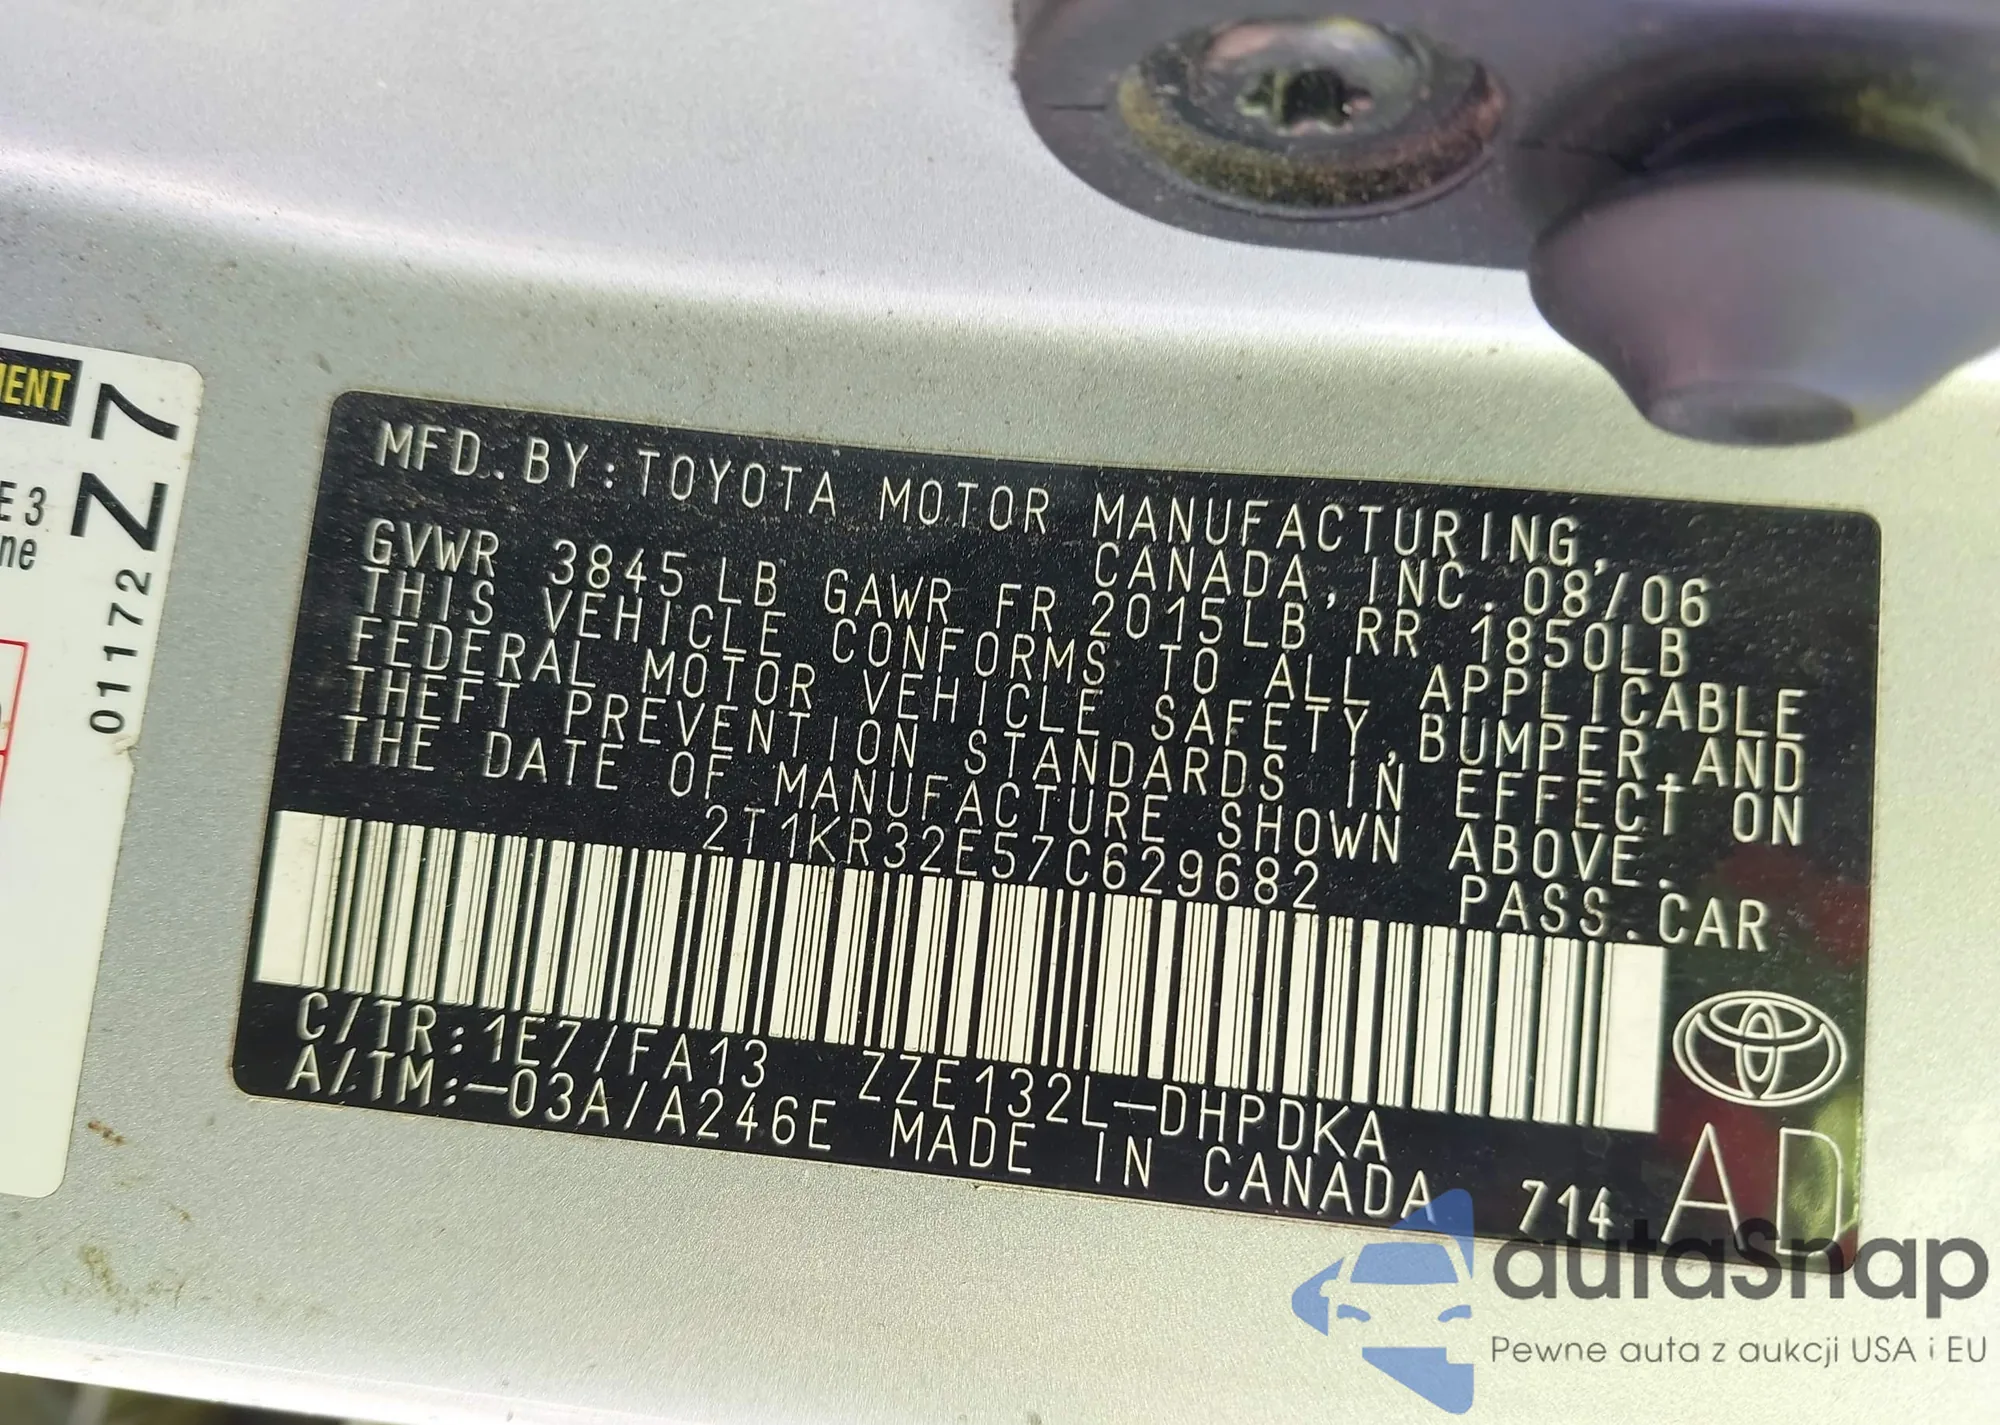 MENT
E 3
ne
Z7
01172
MFD. BY: TOYOTA MOTOR MANUFACTURING,
CANADA, INC. 08/06
GVWR 3845 LB GAWR FR 2015LB RR 1850LB
THIS VEHICLE CONFORMS TO ALL APPLICABLE
FEDERAL MOTOR VEHICLE SAFETY, BUMPER, AND
THEFT PREVENTION STANDARDS IN EFFECT ON
THE DATE OF MANUFACTURE SHOWN ABOVE.
2T1KR32E57C629682 PASS. CAR
C/TR: 1E7/FA13 ZZE132L-DHPDKA
A/TM: -03A/A246E MADE IN CANADA 714
AD
autaSnap
Pewne auta z aukcji USA i EU